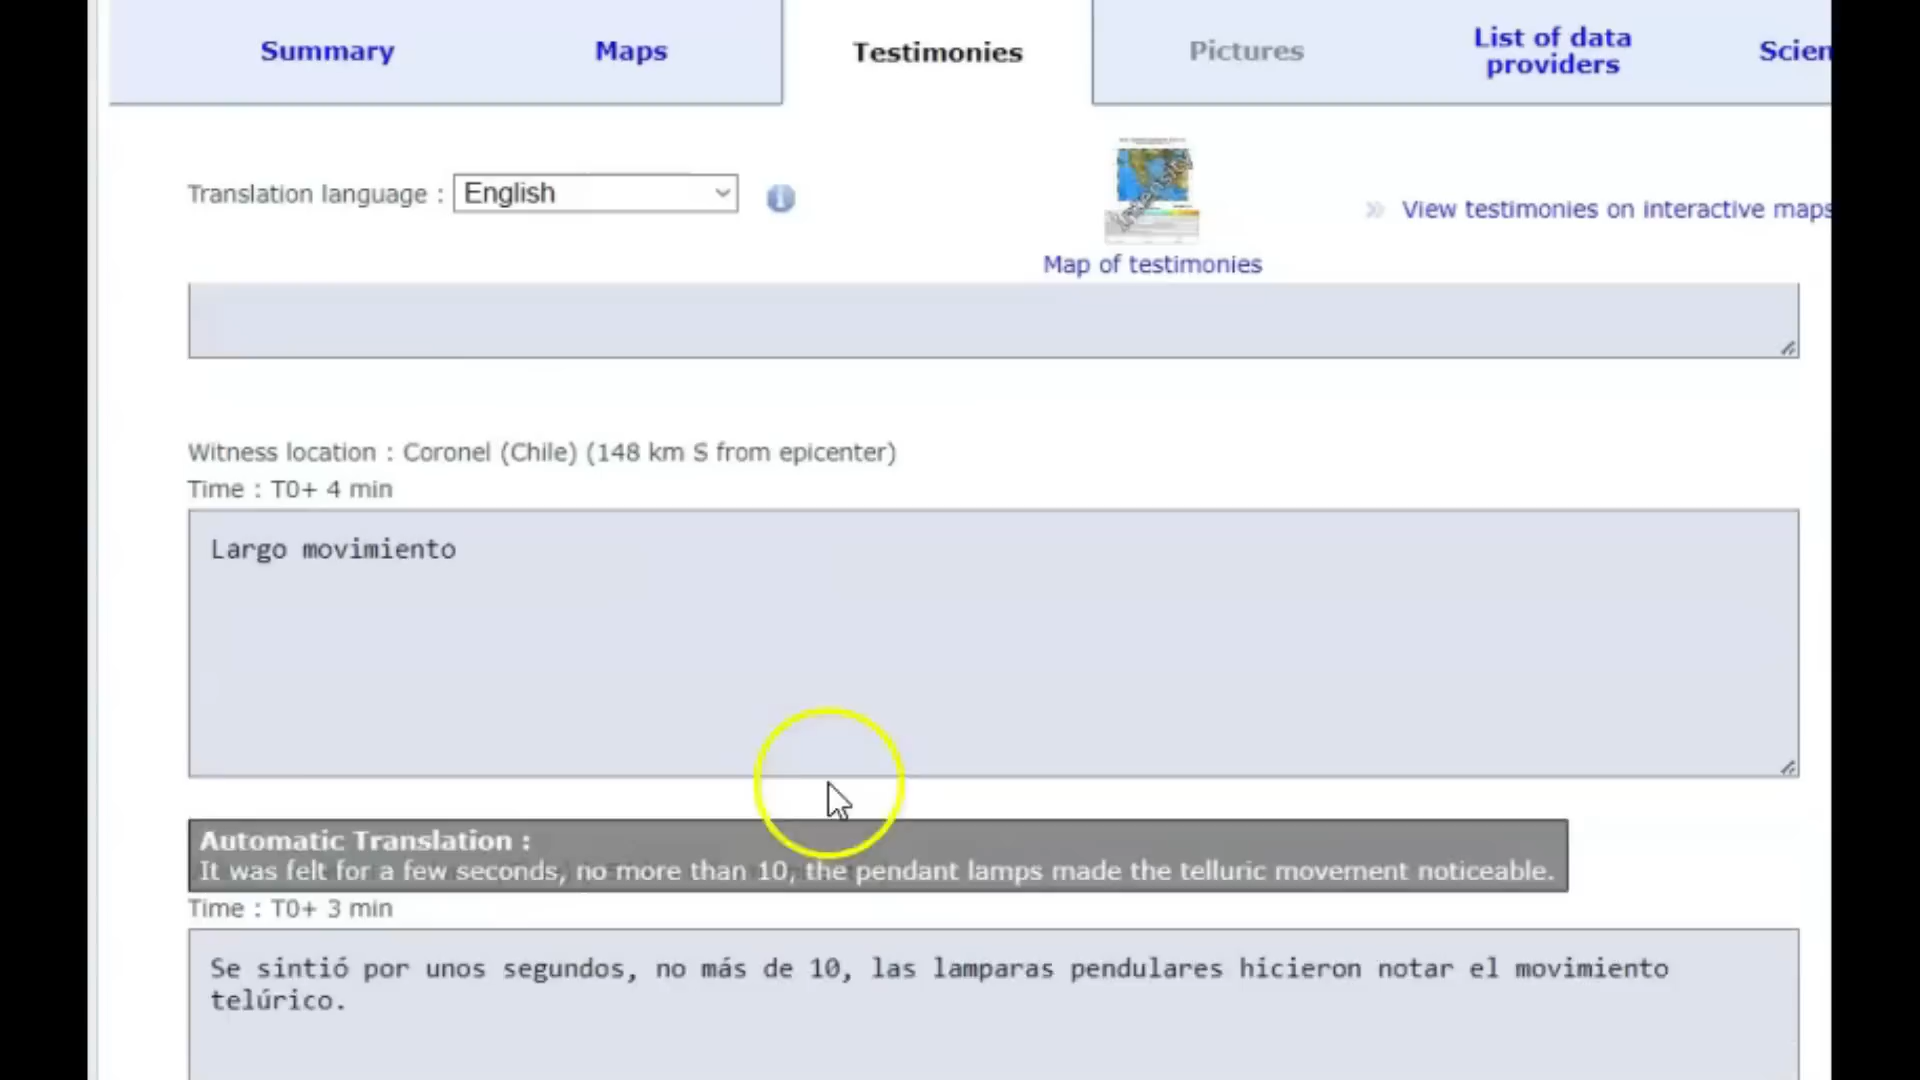 Summary
Maps
Testimonies
Pictures
List of data
providers
Scien
Translation language :
English
Intensity
Map of testimonies
View testimonies on interactive maps
Witness location : Coronel (Chile) (148 km S from epicenter)
Time : T0+ 4 min
Largo movimiento
Automatic Translation :
It was felt for a few seconds, no more than 10, the pendant lamps made the telluric movement noticeable.
Time : T0+ 3 min
Se sintió por unos segundos, no más de 10, las lamparas pendulares hicieron notar el movimiento
telúrico.